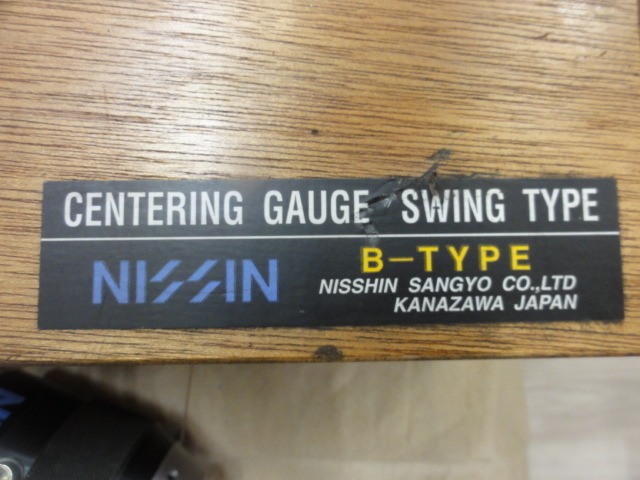 CENTERING GAUGE SWING TYPE
NISSIN
B-TYPE
NISSHIN SANGYO CO.,LTD
KANAZAWA JAPAN